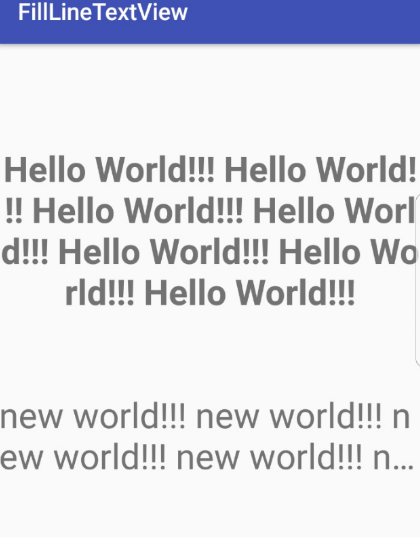 FillLineTextView
Hello World!!! Hello World!
!! Hello World!!! Hello Worl
d!!! Hello World!!! Hello Wo
rld!!! Hello World!!!
new world!!! new world!!! n
ew world!!! new world!!! n...